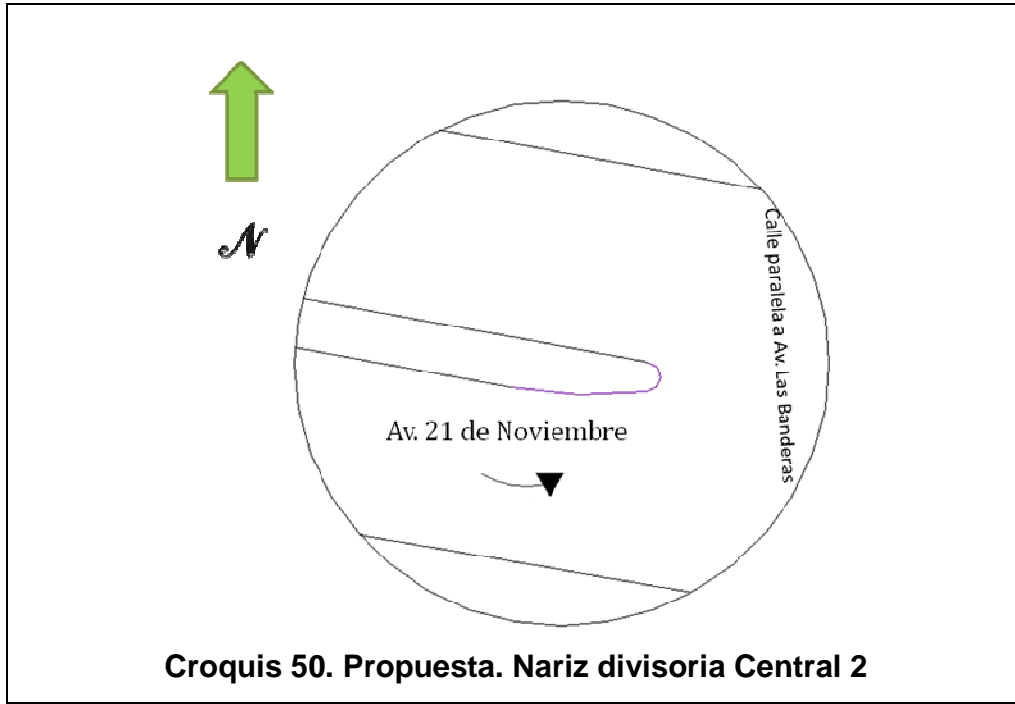 N
Calle paralela a Av. Las Banderas
Av. 21 de Noviembre
Croquis 50. Propuesta. Nariz divisoria Central 2